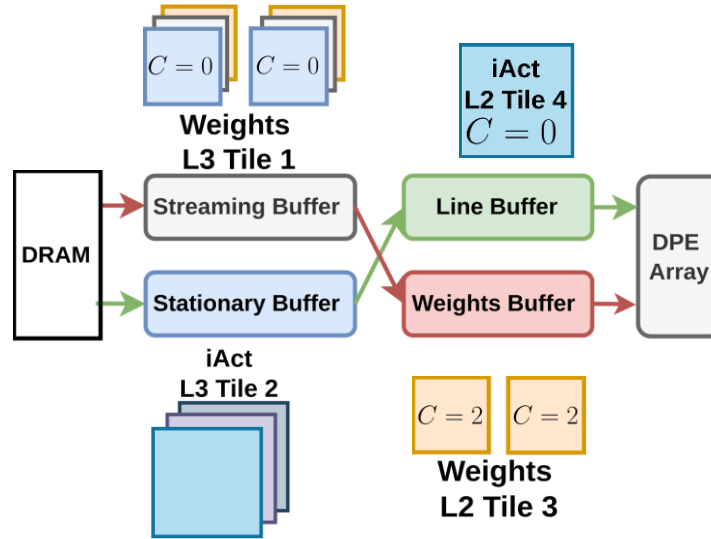 C = 0
C = 0
Weights
L3 Tile 1
iAct
L2 Tile 4
C = 0
DRAM
Streaming Buffer
Line Buffer
DPE
Array
Stationary Buffer
Weights Buffer
iAct
L3 Tile 2
C = 2
C = 2
Weights
L2 Tile 3